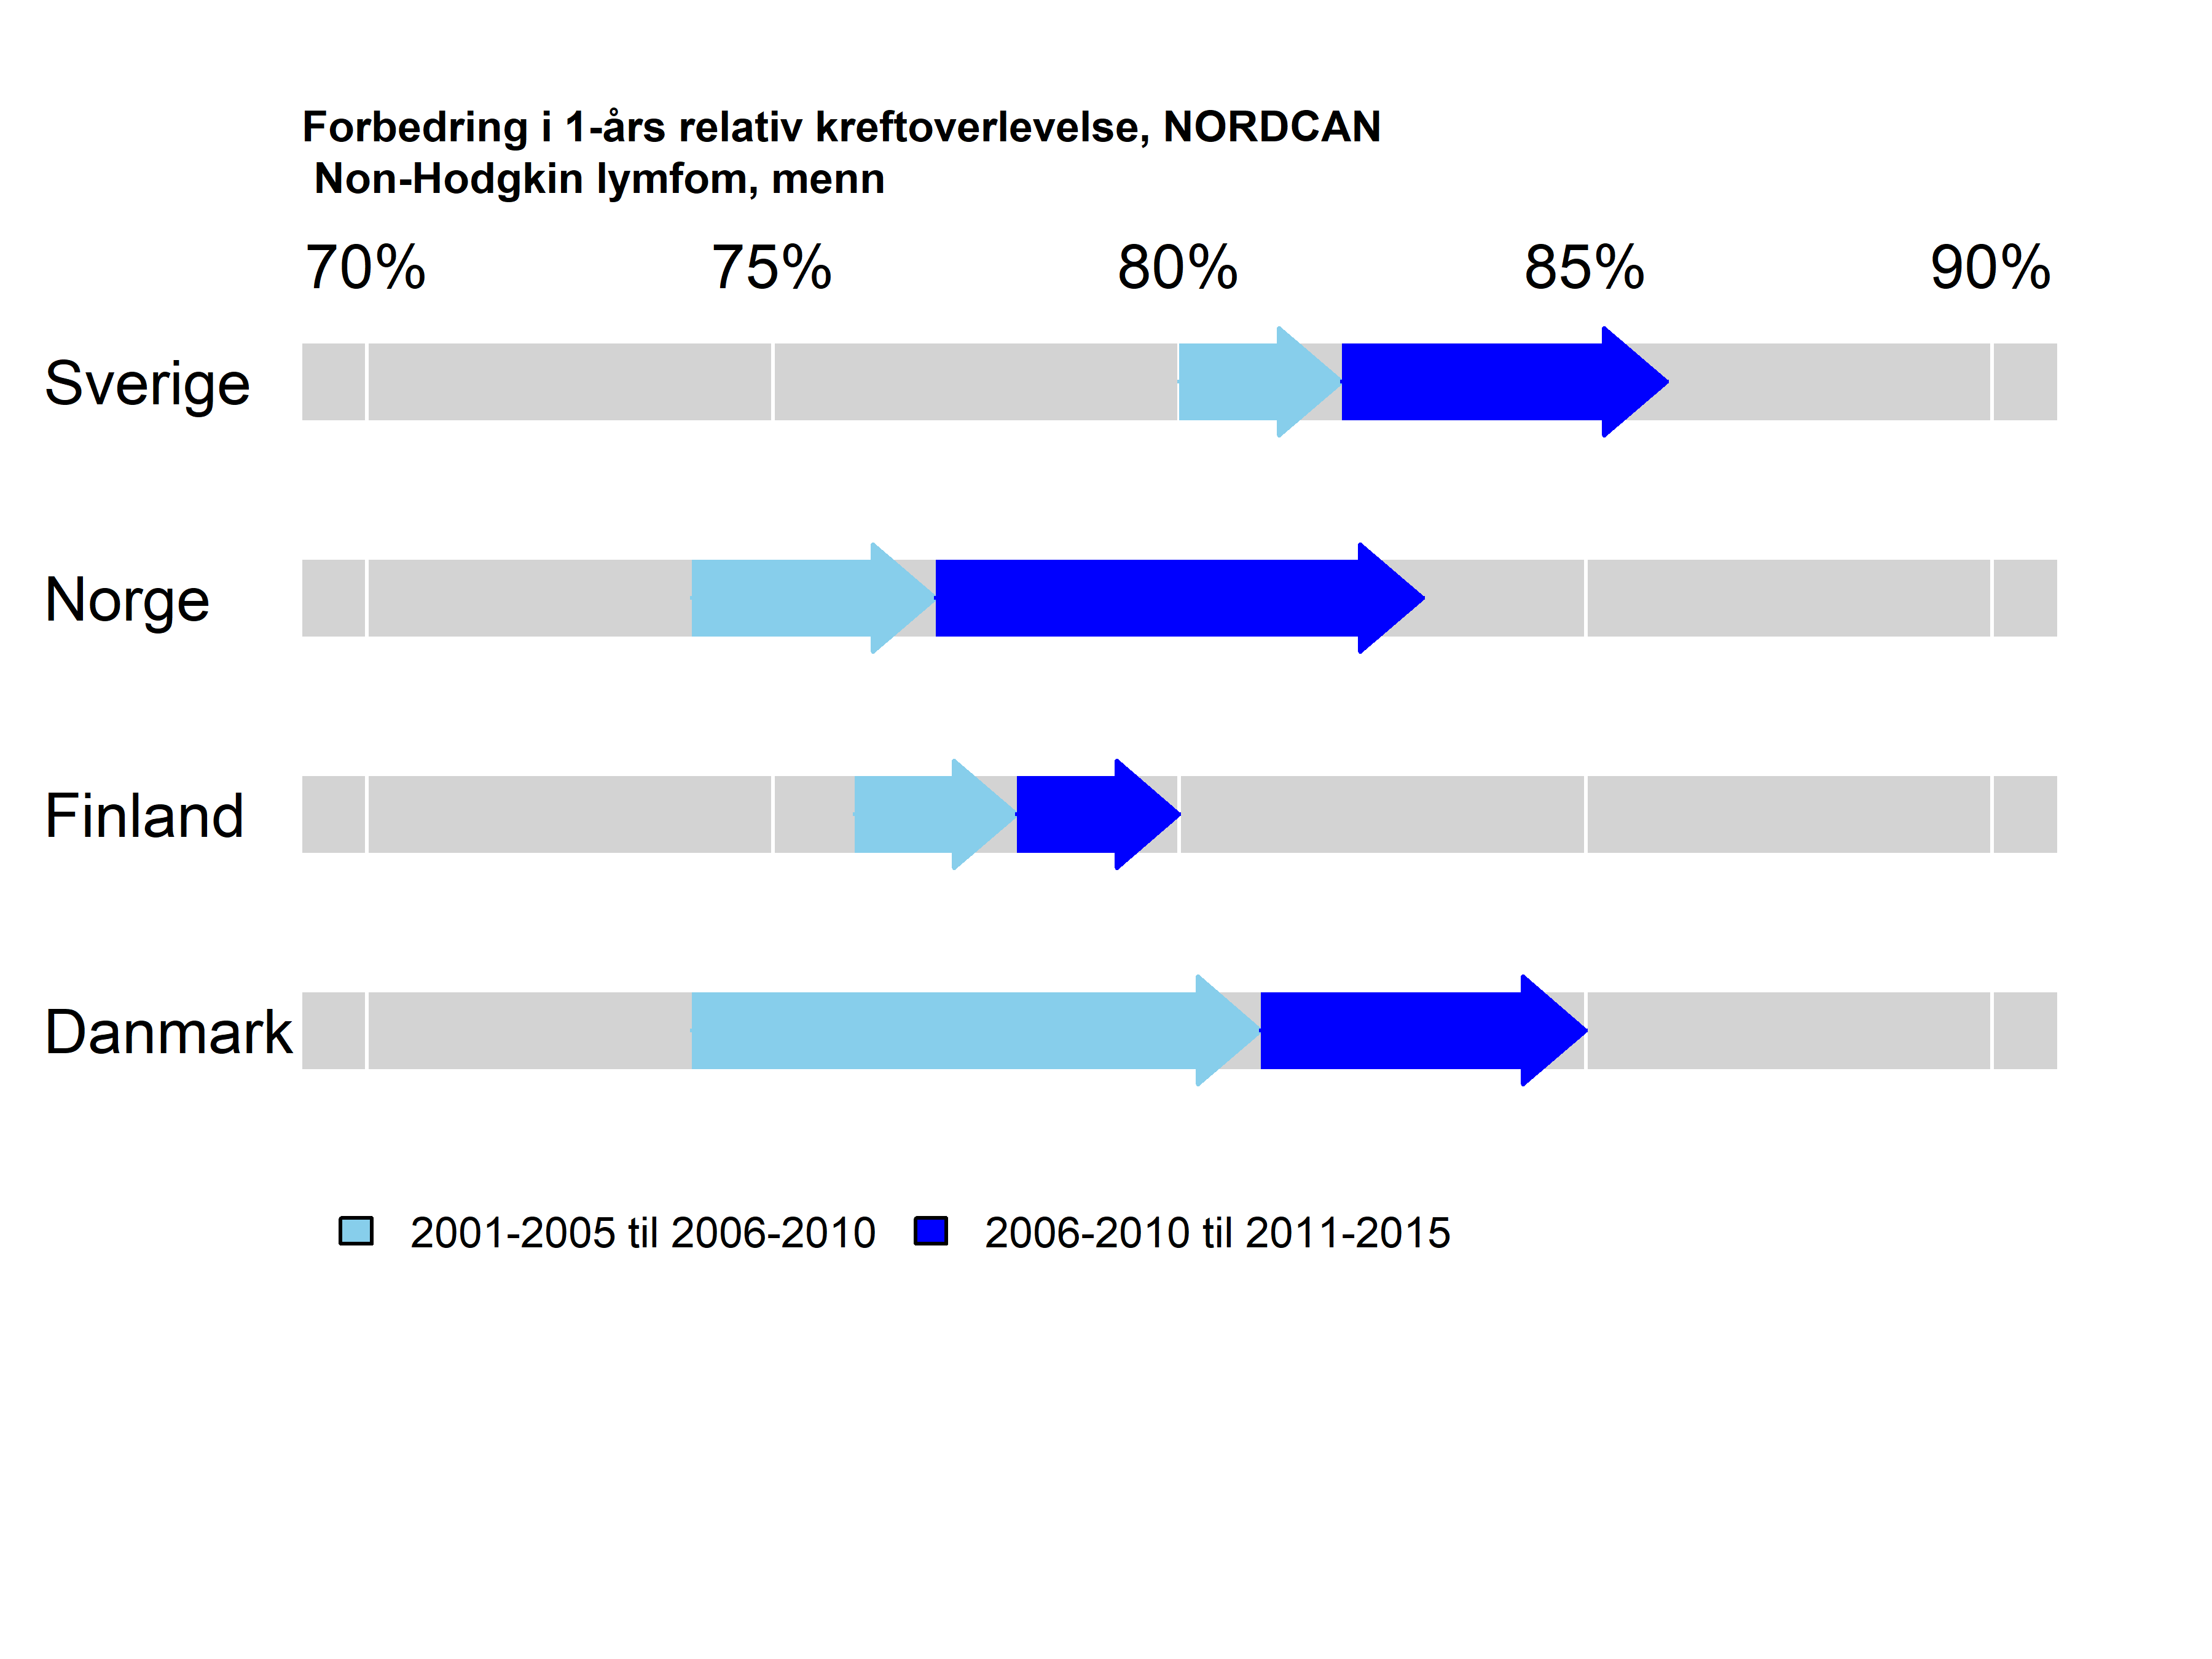 Forbedring i 1-års relativ kreftoverlevelse, NORDCAN
Non-Hodgkin lymfom, menn
70% 75% 80% 85% 90%
Sverige
Norge
Finland
Danmark
2001-2005 til 2006-2010 2006-2010 til 2011-2015